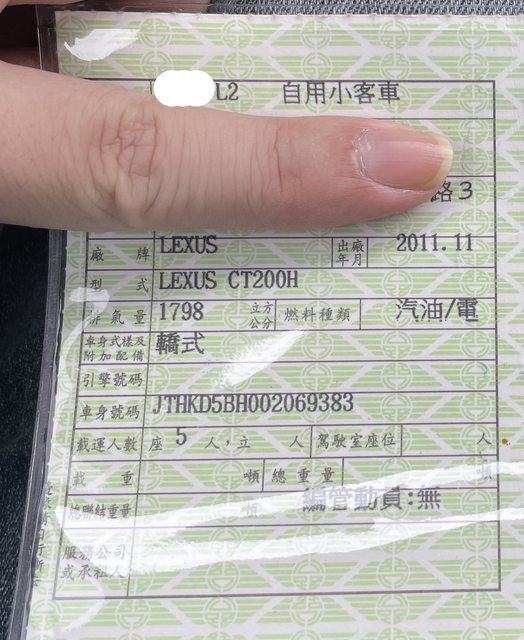 L2 自用小客車
路3
廠牌 LEXUS 出廠年月 2011.11
型式 LEXUS CT200H
排氣量 1798 立方公分 燃料種類 汽油/電
車身式樣及附加配備 轎式
引擎號碼
車身號碼 JTHKD5BH002069383
載運人數 座 5 人,立 人 駕駛室座位 人
載重 噸 總重量 噸
總聯結重量 噸 編管動員:無
服務公司或承租人